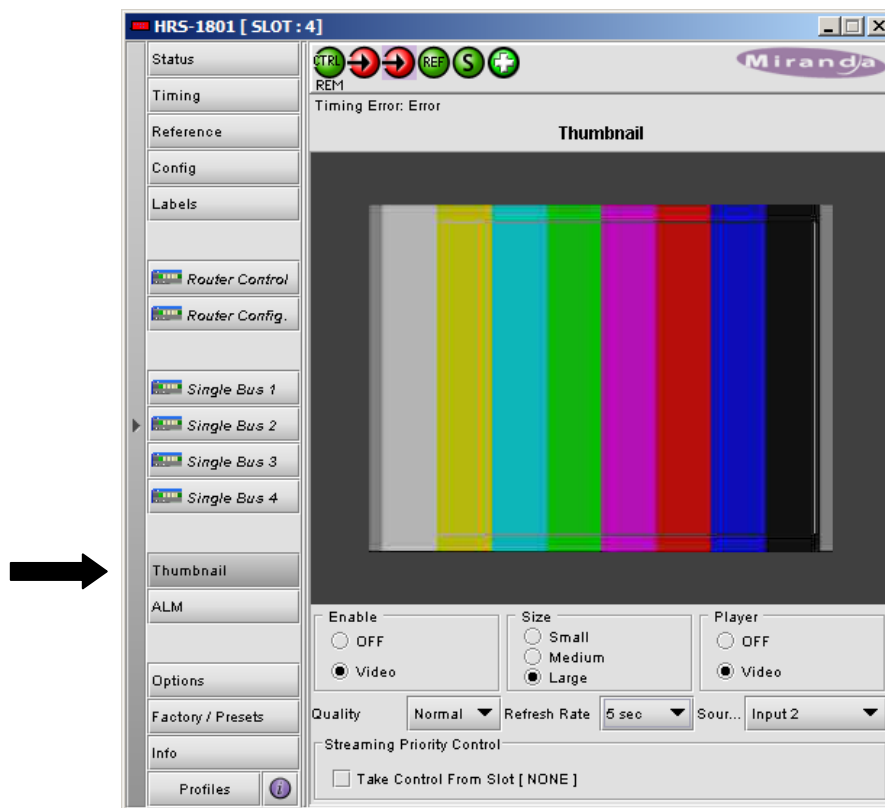 HRS-1801 [ SLOT : 4]
Status
Timing
Reference
Config
Labels
Router Control
Router Config.
Single Bus 1
Single Bus 2
Single Bus 3
Single Bus 4
Thumbnail
ALM
Options
Factory / Presets
Info
Profiles
i
CTRL
REF
S
REM
Miranda
Timing Error: Error
Thumbnail
Enable
OFF
Video
Size
Small
Medium
Large
Player
OFF
Video
Quality
Normal
Refresh Rate
5 sec
Sour...
Input 2
Streaming Priority Control
Take Control From Slot [ NONE ]